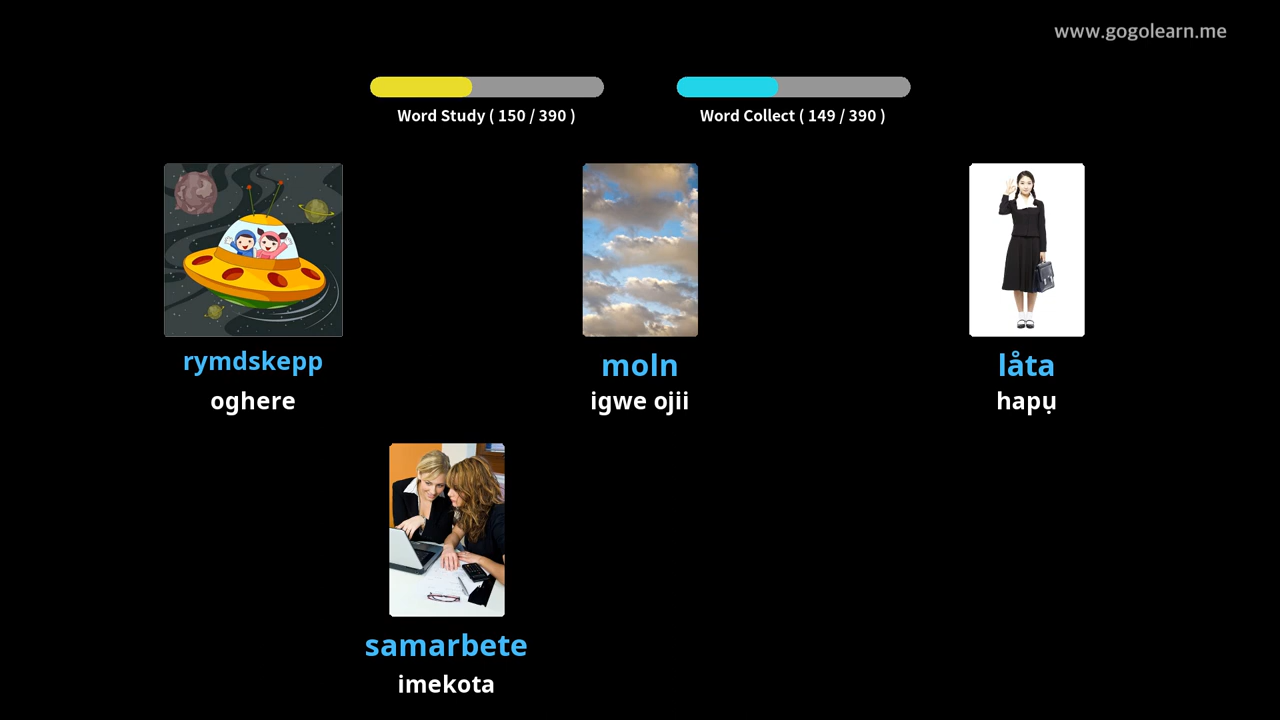 www.gogolearn.me
Word Study ( 150 / 390 )
Word Collect ( 149 / 390 )
rymdskepp
oghere
moln
igwe ojii
låta
hapụ
samarbete
imekota